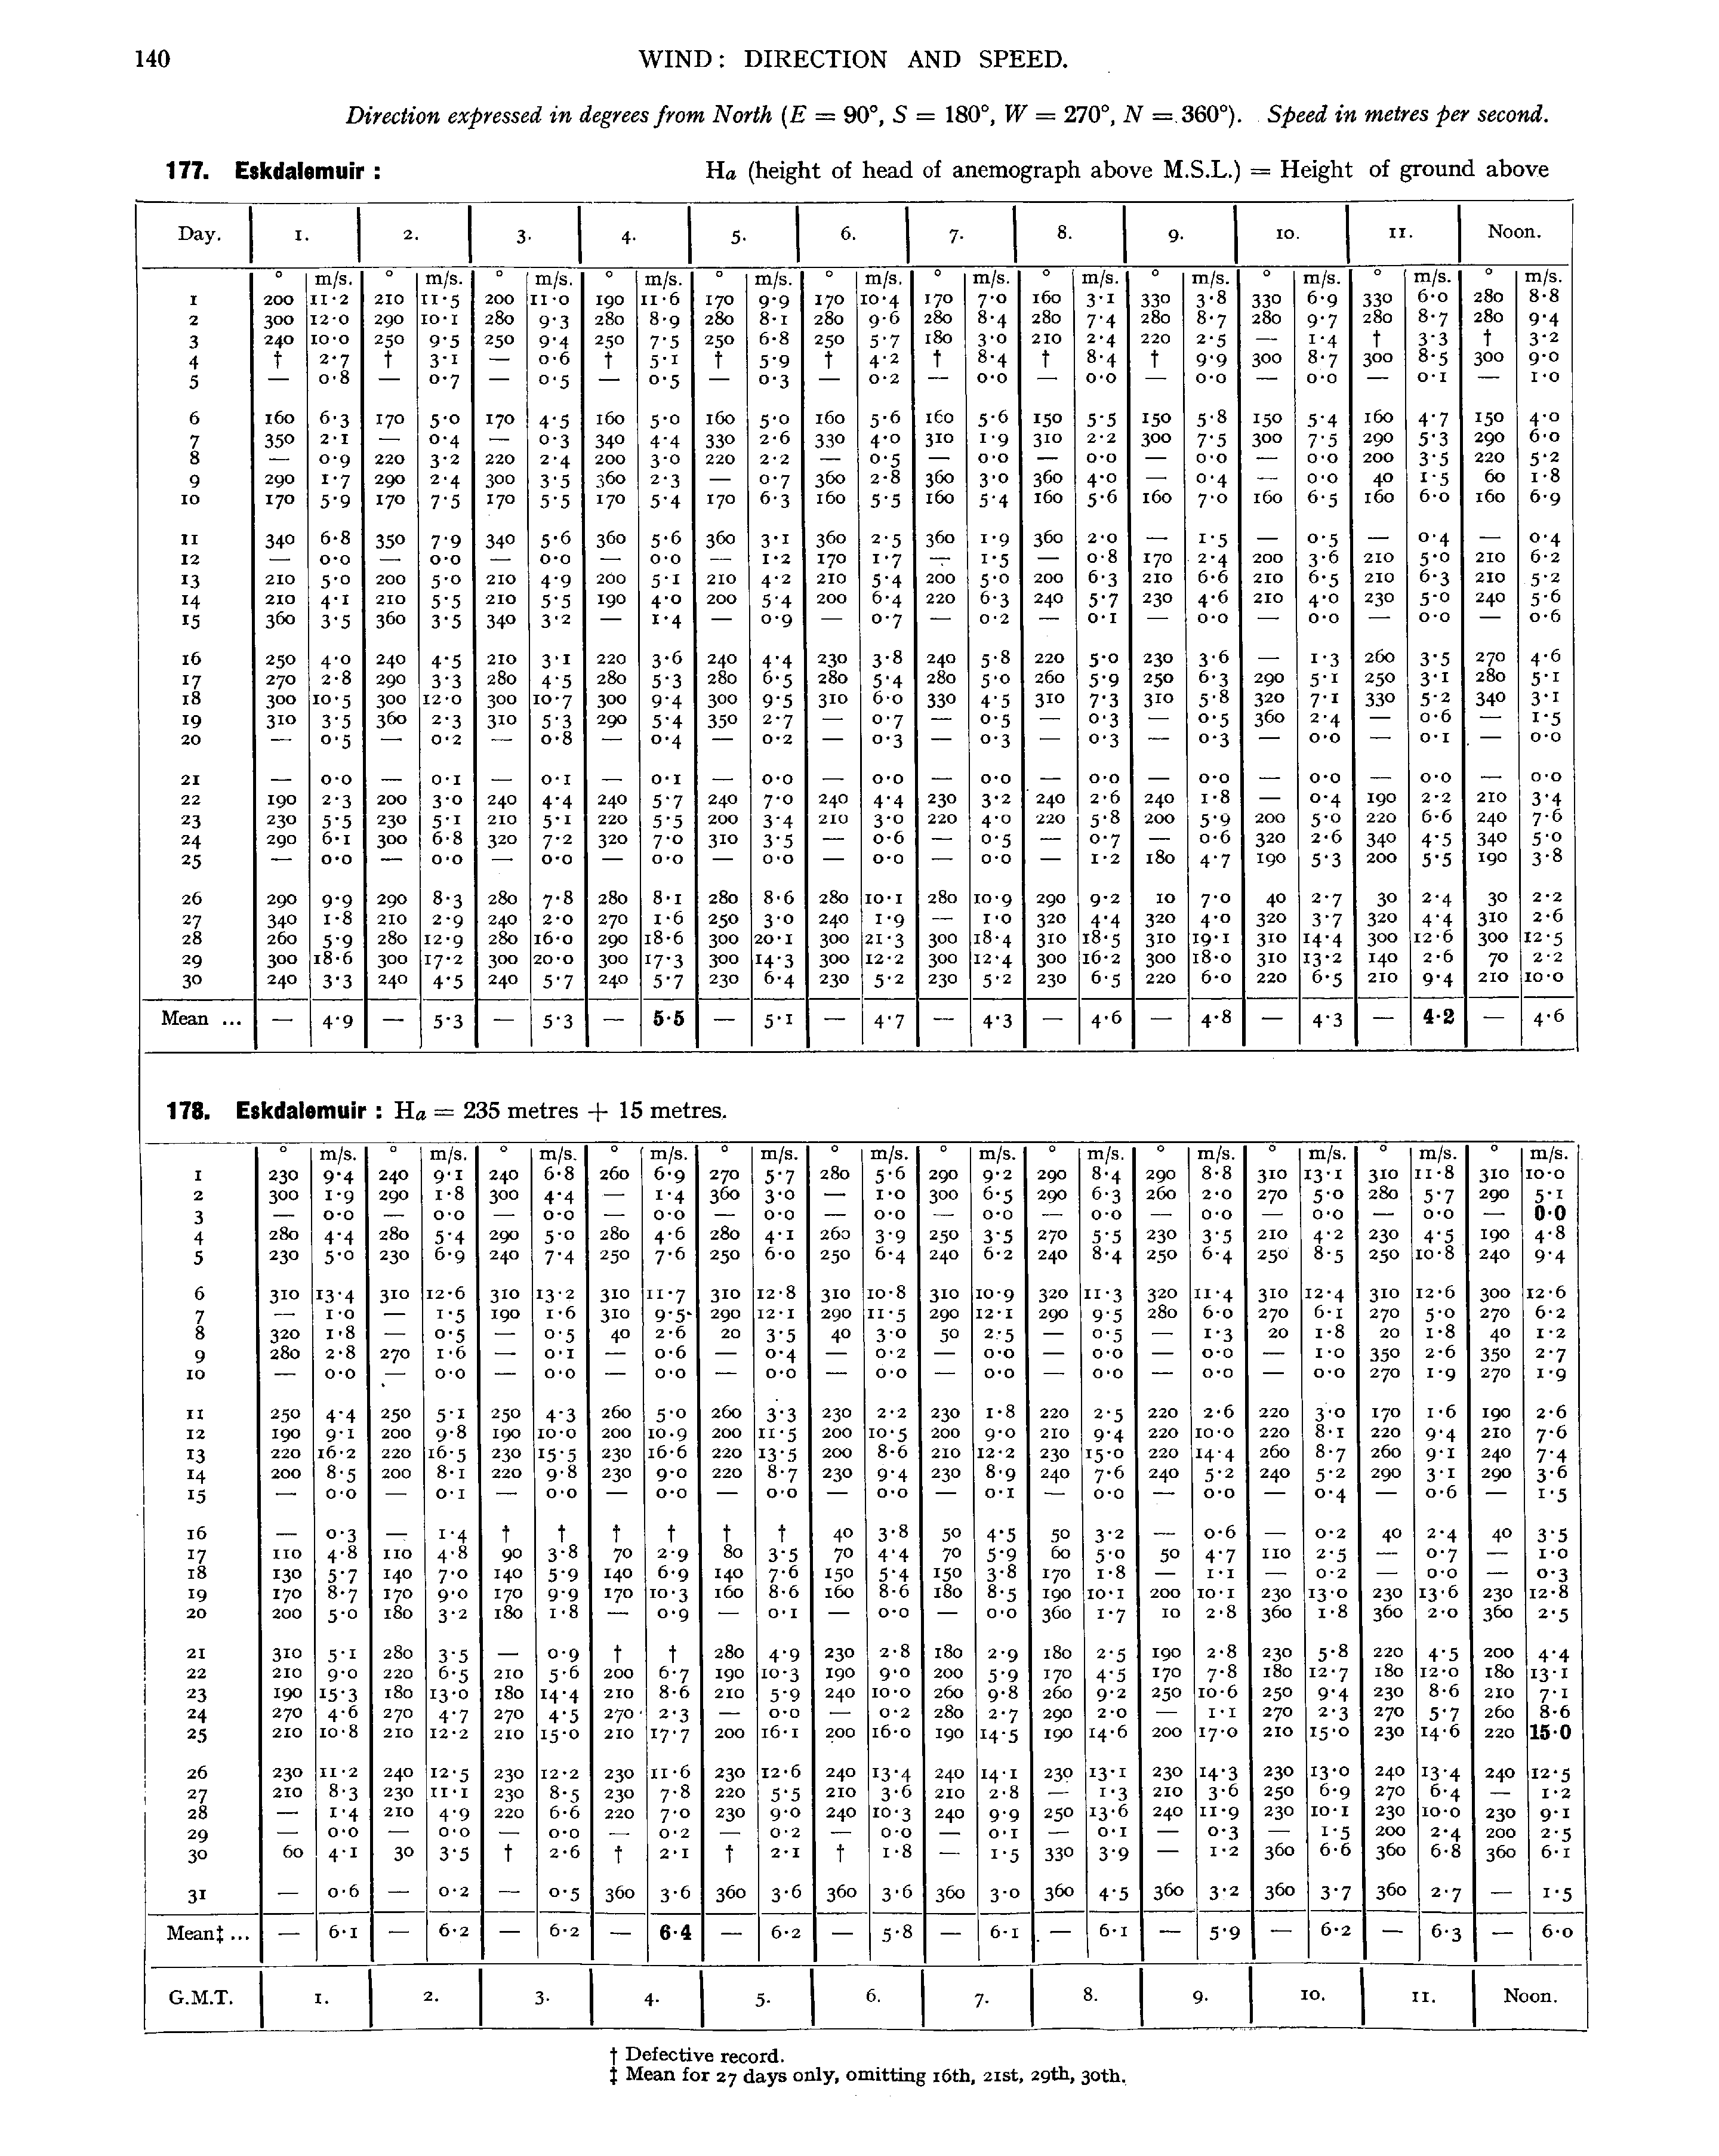 140 WIND: DIRECTION AND SPEED.
Direction expressed in degrees from North (E = 90°, S = 180°, W = 270°, N = 360°). Speed in metres per second.
177. Eskdalemuir : Ha (height of head of anemograph above M.S.L.) = Height of ground above
Day. 1. 2. 3. 4. 5. 6. 7. 8. 9. 10. 11. Noon.
° m/s. ° m/s. ° m/s. ° m/s. ° m/s. ° m/s. ° m/s. ° m/s. ° m/s. ° m/s. ° m/s. ° m/s.
1 200 11·2 210 11·5 200 11·0 190 11·6 170 9·9 170 10·4 170 7·0 160 3·1 330 3·8 330 6·9 330 6·0 280 8·8
2 300 12·0 290 10·1 280 9·3 280 8·9 280 8·1 280 9·6 280 8·4 280 7·4 280 8·7 280 9·7 280 8·7 280 9·4
3 240 10·0 250 9·5 250 9·4 250 7·5 250 6·8 250 5·7 180 3·0 210 2·4 220 2·5 — 1·4 † 3·3 † 3·2
4 † 2·7 † 3·1 — 0·6 † 5·1 † 5·9 † 4·2 † 8·4 † 8·4 † 9·9 300 8·7 300 8·5 300 9·0
5 — 0·8 — 0·7 — 0·5 — 0·5 — 0·3 — 0·2 — 0·0 — 0·0 — 0·0 — 0·0 — 0·1 — 1·0
6 160 6·3 170 5·0 170 4·5 160 5·0 160 5·0 160 5·6 160 5·6 150 5·5 150 5·8 150 5·4 160 4·7 150 4·0
7 350 2·1 — 0·4 — 0·3 340 4·4 330 2·6 330 4·0 310 1·9 310 2·2 300 7·5 300 7·5 290 5·3 290 6·0
8 — 0·9 220 3·2 220 2·4 200 3·0 220 2·2 — 0·5 — 0·0 — 0·0 — 0·0 — 0·0 200 3·5 220 5·2
9 290 1·7 290 2·4 300 3·5 360 2·3 — 0·7 360 2·8 360 3·0 360 4·0 — 0·4 — 0·0 40 1·5 60 1·8
10 170 5·9 170 7·5 170 5·5 170 5·4 170 6·3 160 5·5 160 5·4 160 5·6 160 7·0 160 6·5 160 6·0 160 6·9
11 340 6·8 350 7·9 340 5·6 360 5·6 360 3·1 360 2·5 360 1·9 360 2·0 — 1·5 — 0·5 — 0·4 — 0·4
12 — 0·0 — 0·0 — 0·0 — 0·0 — 1·2 170 1·7 — 1·5 — 0·8 170 2·4 200 3·6 210 5·0 210 6·2
13 210 5·0 200 5·0 210 4·9 200 5·1 210 4·2 210 5·4 200 5·0 200 6·3 210 6·6 210 6·5 210 6·3 210 5·2
14 210 4·1 210 5·5 210 5·5 190 4·0 200 5·4 200 6·4 220 6·3 240 5·7 230 4·6 210 4·0 230 5·0 240 5·6
15 360 3·5 360 3·5 340 3·2 — 1·4 — 0·9 — 0·7 — 0·2 — 0·1 — 0·0 — 0·0 — 0·0 — 0·6
16 250 4·0 240 4·5 210 3·1 220 3·6 240 4·4 230 3·8 240 5·8 220 5·0 230 3·6 — 1·3 260 3·5 270 4·6
17 270 2·8 290 3·3 280 4·5 280 5·3 280 6·5 280 5·4 280 5·0 260 5·9 250 6·3 290 5·1 250 3·1 280 5·1
18 300 10·5 300 12·0 300 10·7 300 9·4 300 9·5 310 6·0 330 4·5 310 7·3 310 5·8 320 7·1 330 5·2 340 3·1
19 310 3·5 360 2·3 310 5·3 290 5·4 350 2·7 — 0·7 — 0·5 — 0·3 — 0·5 360 2·4 — 0·6 — 1·5
20 — 0·5 — 0·2 — 0·8 — 0·4 — 0·2 — 0·3 — 0·3 — 0·3 — 0·3 — 0·0 — 0·1 — 0·0
21 — 0·0 — 0·1 — 0·1 — 0·1 — 0·0 — 0·0 — 0·0 — 0·0 — 0·0 — 0·0 — 0·0 — 0·0
22 190 2·3 200 3·0 240 4·4 240 5·7 240 7·0 240 4·4 230 3·2 240 2·6 240 1·8 — 0·4 190 2·2 210 3·4
23 230 5·5 230 5·1 210 5·1 220 5·5 200 3·4 210 3·0 220 4·0 220 5·8 200 5·9 200 5·0 220 6·6 240 7·6
24 290 6·1 300 6·8 320 7·2 320 7·0 310 3·5 — 0·6 — 0·5 — 0·7 — 0·6 320 2·6 340 4·5 340 5·0
25 — 0·0 — 0·0 — 0·0 — 0·0 — 0·0 — 0·0 — 0·0 — 1·2 180 4·7 190 5·3 200 5·5 190 3·8
26 290 9·9 290 8·3 280 7·8 280 8·1 280 8·6 280 10·1 280 10·9 290 9·2 10 7·0 40 2·7 30 2·4 30 2·2
27 340 1·8 210 2·9 240 2·0 270 1·6 250 3·0 240 1·9 — 1·0 320 4·4 320 4·0 320 3·7 320 4·4 310 2·6
28 260 5·9 280 12·9 280 16·0 290 18·6 300 20·1 300 21·3 300 18·4 310 18·5 310 19·1 310 14·4 300 12·6 300 12·5
29 300 18·6 300 17·2 300 20·0 300 17·3 300 14·3 300 12·2 300 12·4 300 16·2 300 18·0 310 13·2 140 2·6 70 2·2
30 240 3·3 240 4·5 240 5·7 240 5·7 230 6·4 230 5·2 230 5·2 230 6·5 220 6·0 220 6·5 210 9·4 210 10·0
Mean ... — 4·9 — 5·3 — 5·3 — 5·5 — 5·1 — 4·7 — 4·3 — 4·6 — 4·8 — 4·3 — 4·2 — 4·6
178. Eskdalemuir : Ha = 235 metres + 15 metres.
° m/s. ° m/s. ° m/s. ° m/s. ° m/s. ° m/s. ° m/s. ° m/s. ° m/s. ° m/s. ° m/s. ° m/s.
1 230 9·4 240 9·1 240 6·8 260 6·9 270 5·7 280 5·6 290 9·2 290 8·4 290 8·8 310 13·1 310 11·8 310 10·0
2 300 1·9 290 1·8 300 4·4 — 1·4 360 3·0 — 1·0 300 6·5 290 6·3 260 2·0 270 5·0 280 5·7 290 5·1
3 — 0·0 — 0·0 — 0·0 — 0·0 — 0·0 — 0·0 — 0·0 — 0·0 — 0·0 — 0·0 — 0·0 — 0·0
4 280 4·4 280 5·4 290 5·0 280 4·6 280 4·1 260 3·9 250 3·5 270 5·5 230 3·5 210 4·2 230 4·5 190 4·8
5 230 5·0 230 6·9 240 7·4 250 7·6 250 6·0 250 6·4 240 6·2 240 8·4 250 6·4 250 8·5 250 10·8 240 9·4
6 310 13·4 310 12·6 310 13·2 310 11·7 310 12·8 310 10·8 310 10·9 320 11·3 320 11·4 310 12·4 310 12·6 300 12·6
7 — 1·0 — 1·5 190 1·6 310 9·5 290 12·1 290 11·5 290 12·1 290 9·5 280 6·0 270 6·1 270 5·0 270 6·2
8 320 1·8 — 0·5 — 0·5 40 2·6 20 3·5 40 3·0 50 2·5 — 0·5 — 1·3 20 1·8 20 1·8 40 1·2
9 280 2·8 270 1·6 — 0·1 — 0·6 — 0·4 — 0·2 — 0·0 — 0·0 — 0·0 — 1·0 350 2·6 350 2·7
10 — 0·0 — 0·0 — 0·0 — 0·0 — 0·0 — 0·0 — 0·0 — 0·0 — 0·0 — 0·0 270 1·9 270 1·9
11 250 4·4 250 5·1 250 4·3 260 5·0 260 3·3 230 2·2 230 1·8 220 2·5 220 2·6 220 3·0 170 1·6 190 2·6
12 190 9·1 200 9·8 190 10·0 200 10·9 200 11·5 200 10·5 200 9·0 210 9·4 220 10·0 220 8·1 220 9·4 210 7·6
13 220 16·2 220 16·5 230 15·5 230 16·6 220 13·5 200 8·6 210 12·2 230 15·0 220 14·4 260 8·7 260 9·1 240 7·4
14 200 8·5 200 8·1 220 9·8 230 9·0 220 8·7 230 9·4 230 8·9 240 7·6 240 5·2 240 5·2 290 3·1 290 3·6
15 — 0·0 — 0·1 — 0·0 — 0·0 — 0·0 — 0·0 — 0·1 — 0·0 — 0·0 — 0·4 — 0·6 — 1·5
16 — 0·3 — 1·4 † † † † † † 40 3·8 50 4·5 50 3·2 — 0·6 — 0·2 40 2·4 40 3·5
17 110 4·8 110 4·8 90 3·8 70 2·9 80 3·5 70 4·4 70 5·9 60 5·0 50 4·7 110 2·5 — 0·7 — 1·0
18 130 5·7 140 7·0 140 5·9 140 6·9 140 7·6 150 5·4 150 3·8 170 1·8 — 1·1 — 0·2 — 0·0 — 0·3
19 170 8·7 170 9·0 170 9·9 170 10·3 160 8·6 160 8·6 180 8·5 190 10·1 200 10·1 230 13·0 230 13·6 230 12·8
20 200 5·0 180 3·2 180 1·8 — 0·9 — 0·1 — 0·0 — 0·0 360 1·7 10 2·8 360 1·8 360 2·0 360 2·5
21 310 5·1 280 3·5 — 0·9 † † 280 4·9 230 2·8 180 2·9 180 2·5 190 2·8 230 5·8 220 4·5 200 4·4
22 210 9·0 220 6·5 210 5·6 200 6·7 190 10·3 190 9·0 200 5·9 170 4·5 170 7·8 180 12·7 180 12·0 180 13·1
23 190 15·3 180 13·0 180 14·4 210 8·6 210 5·9 240 10·0 260 9·8 260 9·2 250 10·6 250 9·4 230 8·6 210 7·1
24 270 4·6 270 4·7 270 4·5 270 2·3 — 0·0 — 0·2 280 2·7 290 2·0 — 1·1 270 2·3 270 5·7 260 8·6
25 210 10·8 210 12·2 210 15·0 210 17·7 200 16·1 200 16·0 190 14·5 190 14·6 200 17·0 210 15·0 230 14·6 220 15·0
26 230 11·2 240 12·5 230 12·2 230 11·6 230 12·6 240 13·4 240 14·1 230 13·1 230 14·3 230 13·0 240 13·4 240 12·5
27 210 8·3 230 11·1 230 8·5 230 7·8 220 5·5 210 3·6 210 2·8 — 1·3 210 3·6 250 6·9 270 6·4 — 1·2
28 — 1·4 210 4·9 220 6·6 220 7·0 230 9·0 240 10·3 240 9·9 250 13·6 240 11·9 230 10·1 230 10·0 230 9·1
29 — 0·0 — 0·0 — 0·0 — 0·2 — 0·2 — 0·0 — 0·1 — 0·1 — 0·3 — 1·5 200 2·4 200 2·5
30 60 4·1 30 3·5 † 2·6 † 2·1 † 2·1 † 1·8 — 1·5 330 3·9 — 1·2 360 6·6 360 6·8 360 6·1
31 — 0·6 — 0·2 — 0·5 360 3·6 360 3·6 360 3·6 360 3·0 360 4·5 360 3·2 360 3·7 360 2·7 — 1·5
Mean‡ ... — 6·1 — 6·2 — 6·2 — 6·4 — 6·2 — 5·8 — 6·1 — 6·1 — 5·9 — 6·2 — 6·3 — 6·0
G.M.T. 1. 2. 3. 4. 5. 6. 7. 8. 9. 10. 11. Noon.
† Defective record.
‡ Mean for 27 days only, omitting 16th, 21st, 29th, 30th.